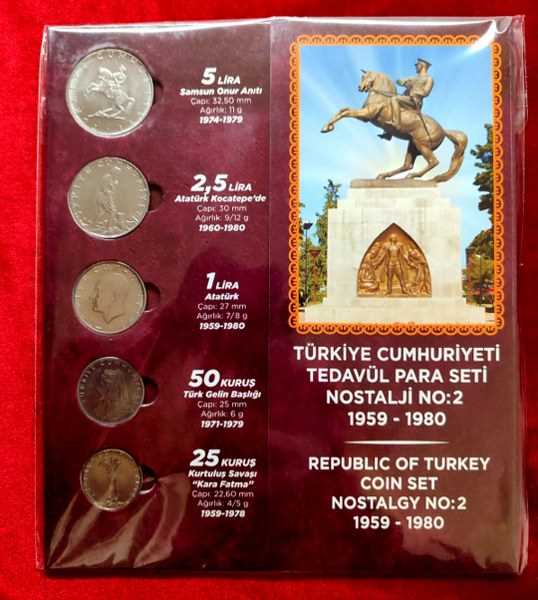 5 LİRA
Samsun Onur Anıtı
Çapı: 32,50 mm
Ağırlık: 11 g
1974-1979
2,5 LİRA
Atatürk Kocatepe'de
Çapı: 30 mm
Ağırlık: 9/12 g
1960-1980
1 LİRA
Atatürk
Çapı: 27 mm
Ağırlık: 7/8 g
1959-1980
50 KURUŞ
Türk Gelin Başlığı
Çapı: 25 mm
Ağırlık: 6 g
1971-1979
25 KURUŞ
Kurtuluş Savaşı
"Kara Fatma"
Çapı: 22,60 mm
Ağırlık: 4/5 g
1959-1978
TÜRKİYE CUMHURİYETİ
TEDAVÜL PARA SETİ
NOSTALJİ NO:2
1959 - 1980
REPUBLIC OF TURKEY
COIN SET
NOSTALGY NO:2
1959 - 1980